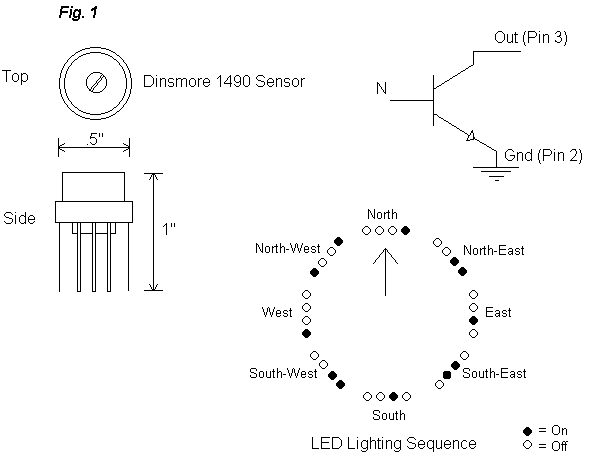 Fig. 1
Top
Dinsmore 1490 Sensor
Out (Pin 3)
N
Gnd (Pin 2)
.5"
Side
1"
North
North-West
North-East
West
East
South-West
South-East
South
LED Lighting Sequence
= On
= Off